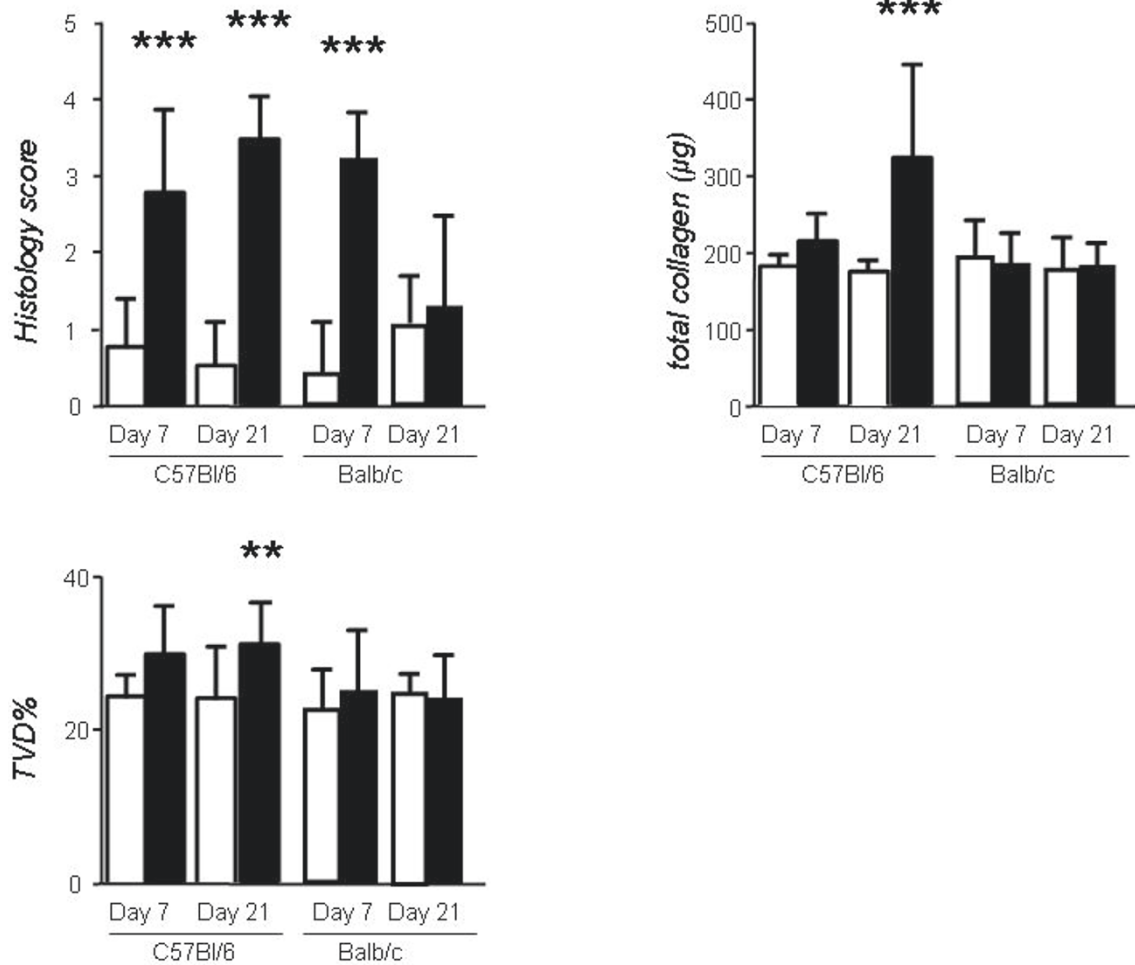 ***
***
***
5
4
3
2
1
0
Histology score
Day 7 Day 21 Day 7 Day 21
C57Bl/6 Balb/c
***
500
400
300
200
100
0
total collagen (µg)
Day 7 Day 21 Day 7 Day 21
C57Bl/6 Balb/c
**
40
20
0
TVD%
Day 7 Day 21 Day 7 Day 21
C57Bl/6 Balb/c